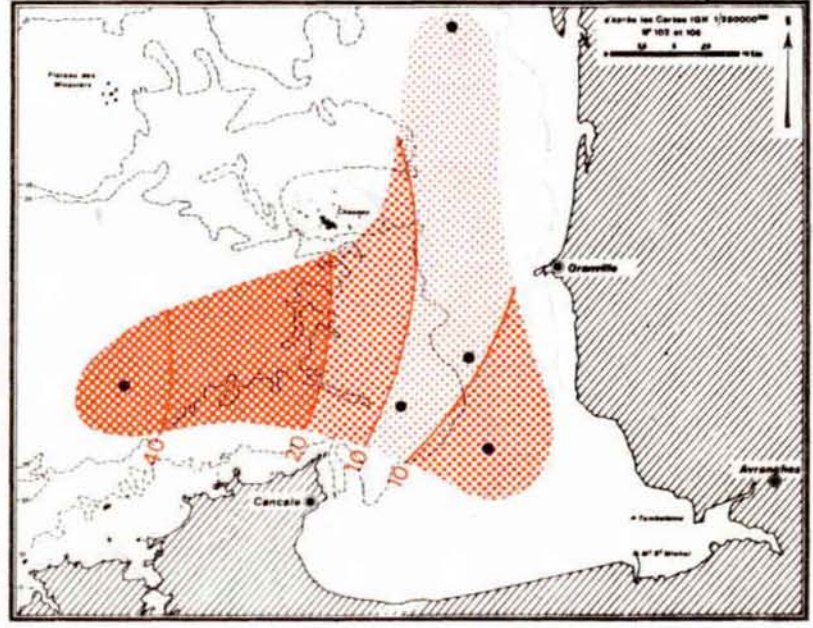 d'après les Cartes IGN 1/250000
N° 102 et 106
N
Plateau des
Minquiers
Chausey
Granville
40
20
10
10
Avranches
Cancale
Tombelaine
Mt St Michel